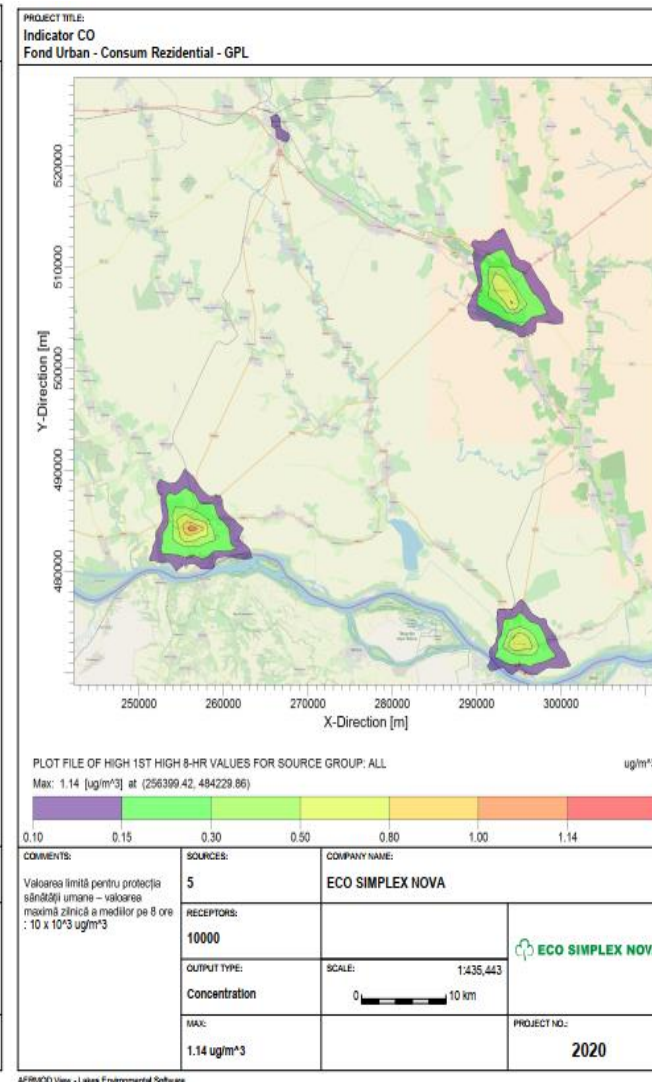 PROJECT TITLE:
Indicator CO
Fond Urban - Consum Rezidential - GPL
Y-Direction [m]
520000
510000
500000
490000
480000
250000
260000
270000
280000
290000
300000
X-Direction [m]
PLOT FILE OF HIGH 1ST HIGH 8-HR VALUES FOR SOURCE GROUP: ALL
Max: 1.14 [ug/m^3] at (256399.42, 484229.86)
0.10 0.15 0.30 0.50 0.80 1.00 1.14
COMMENTS:
Valoarea limită pentru protecția
sănătății umane – valoarea
maximă zilnică a mediilor pe 8 ore
: 10 x 10^3 ug/m^3
SOURCES:
5
COMPANY NAME:
ECO SIMPLEX NOVA
RECEPTORS:
10000
OUTPUT TYPE:
Concentration
SCALE:
1:435,443
0
10 km
ECO SIMPLEX
MAX:
1.14 ug/m^3
PROJECT NO.:
2020
AERMOD View - Lakes Environmental Software